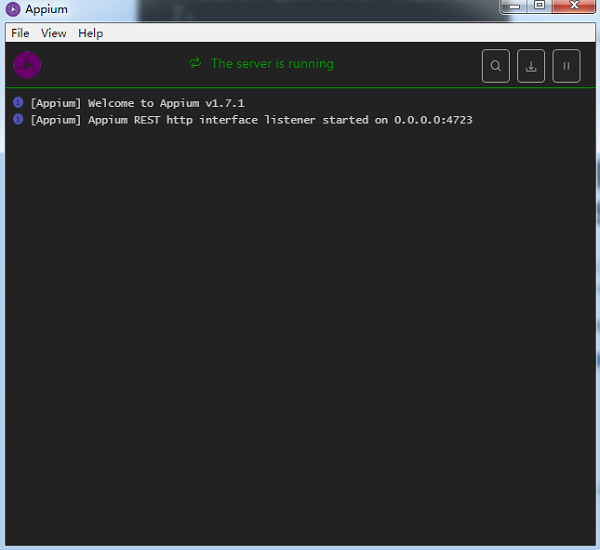 Appium
File View Help
The server is running
[Appium] Welcome to Appium v1.7.1
[Appium] Appium REST http interface listener started on 0.0.0.0:4723